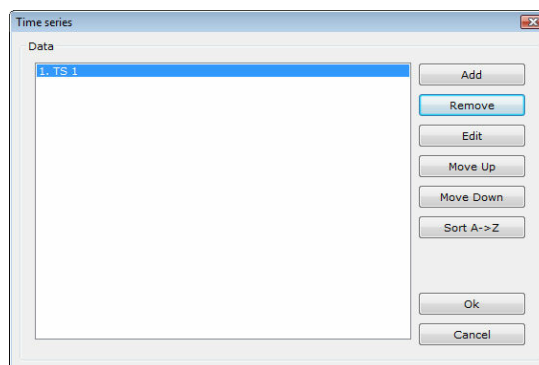 Time series
Data
1. TS 1
Add
Remove
Edit
Move Up
Move Down
Sort A->Z
Ok
Cancel